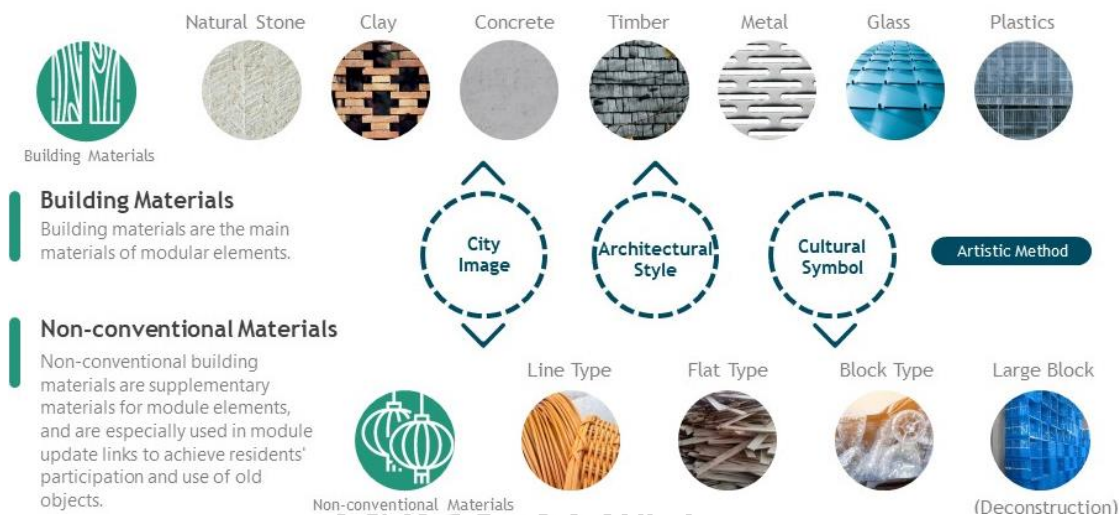 Natural Stone
Clay
Concrete
Timber
Metal
Glass
Plastics
Building Materials
Building Materials
Building materials are the main
materials of modular elements.
City
Image
Architectural
Style
Cultural
Symbol
Artistic Method
Non-conventional Materials
Non-conventional building
materials are supplementary
materials for module elements,
and are especially used in module
update links to achieve residents'
participation and use of old
objects.
Line Type
Flat Type
Block Type
Large Block
Non-conventional Materials
(Deconstruction)